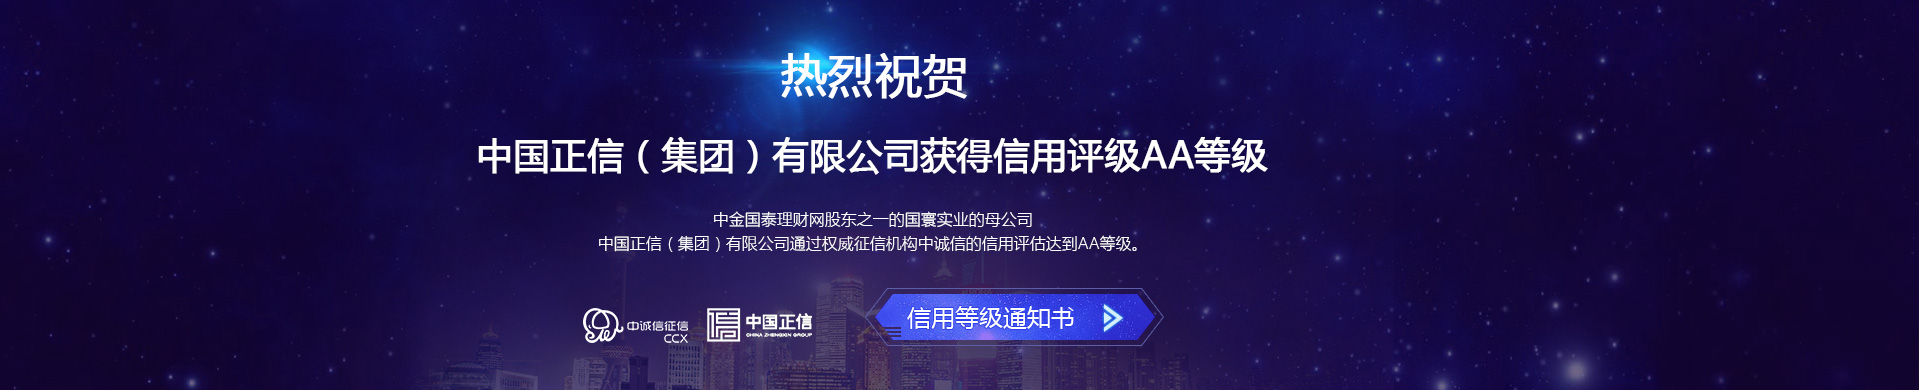 热烈祝贺
中国正信（集团）有限公司获得信用评级AA等级
中金国泰理财网股东之一的国寰实业的母公司
中国正信（集团）有限公司通过权威征信机构中诚信的信用评估达到AA等级。
中诚信征信
CCX
中国正信
CHINA ZHENGXIN GROUP
信用等级通知书